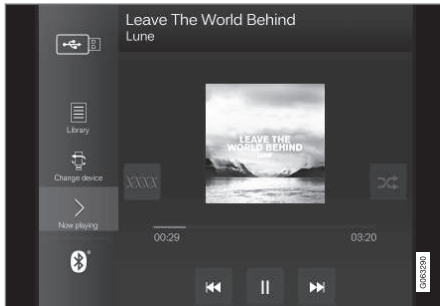 Leave The World Behind
Lune
Library
Change device
Now playing
LEAVE THE
WORLD BEHIND
LUNE
XXXX
00:29
03:20
G063290